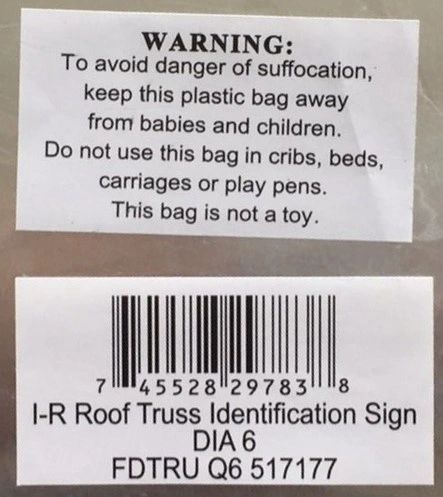 WARNING:
To avoid danger of suffocation,
keep this plastic bag away
from babies and children.
Do not use this bag in cribs, beds,
carriages or play pens.
This bag is not a toy.
7 45528 29783 8
I-R Roof Truss Identification Sign
DIA 6
FDTRU Q6 517177